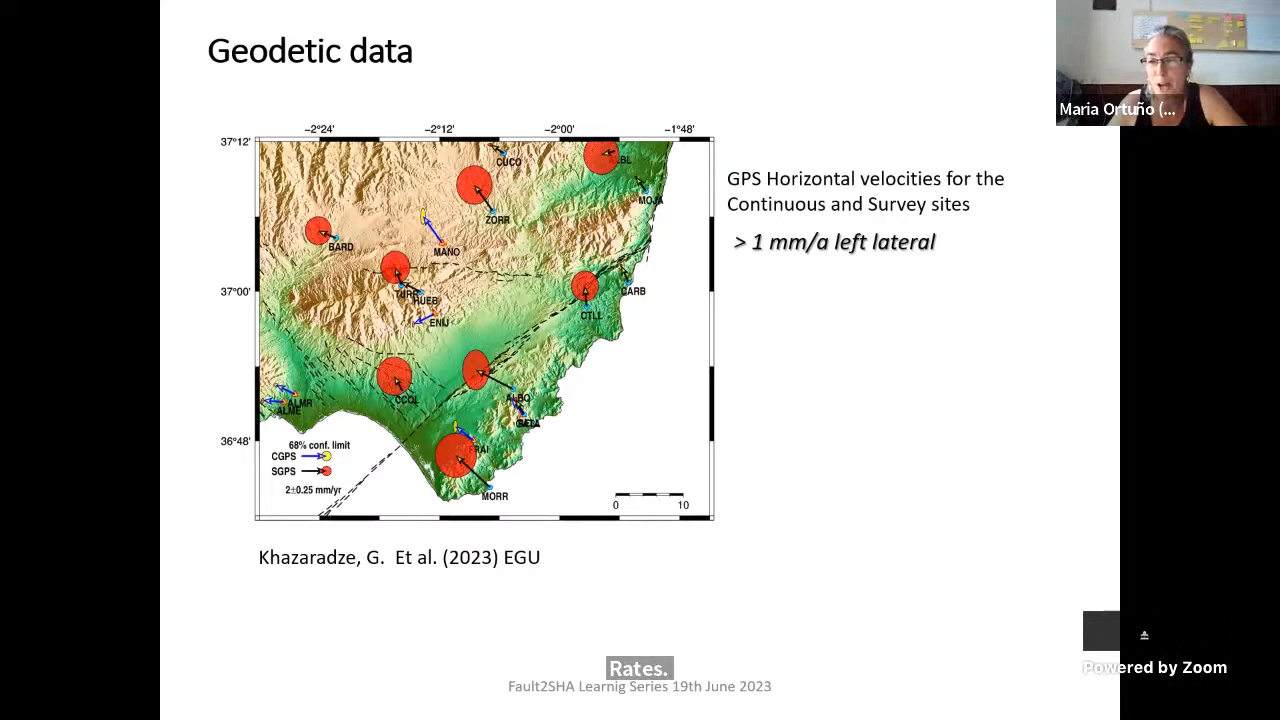 Geodetic data
Maria Ortuño (...
−2°24'
−2°12'
−2°00'
−1°48'
37°12'
37°00'
36°48'
CUCO
ALBL
MOJA
ZORR
BARD
MANO
TURR
HUEB
ENIJ
CARB
CTLL
CCOL
ALBO
ALMR
ALME
FRAI
MORR
68% conf. limit
CGPS
SGPS
2±0.25 mm/yr
0
10
GPS Horizontal velocities for the
Continuous and Survey sites
> 1 mm/a left lateral
Khazaradze, G.  Et al. (2023) EGU
Rates.
Fault2SHA Learnig Series 19th June 2023
Powered by Zoom